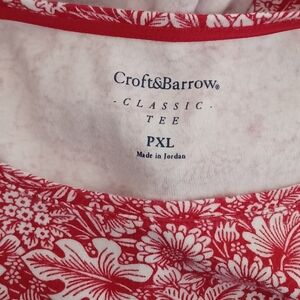 Croft&Barrow®
- CLASSIC -
TEE
PXL
Made in Jordan